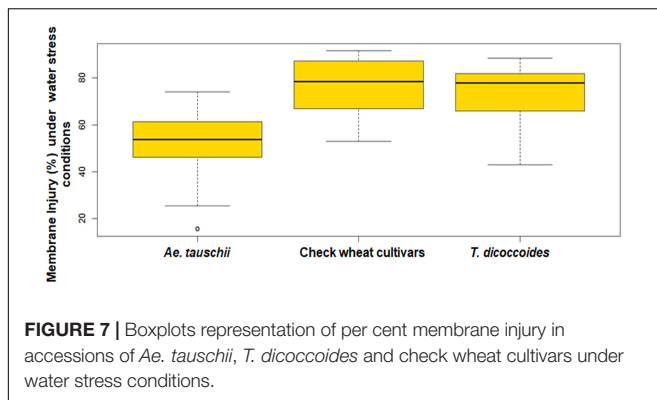 Membrane Injury (%) under water stress
conditions
80
60
40
20
Ae. tauschii Check wheat cultivars T. dicoccoides
FIGURE 7 | Boxplots representation of per cent membrane injury in
accessions of Ae. tauschii, T. dicoccoides and check wheat cultivars under
water stress conditions.